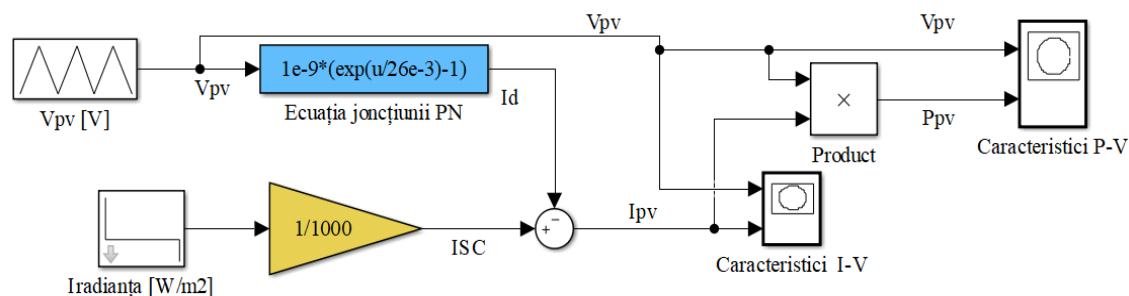 Vpv
Vpv
1e-9*(exp(u/26e-3)-1)
Vpv
Id
Vpv [V]
Ecuația joncțiunii PN
×
Ppv
Product
Caracteristici P-V
1/1000
−
+
Ipv
ISC
Caracteristici I-V
Iradianța [W/m2]